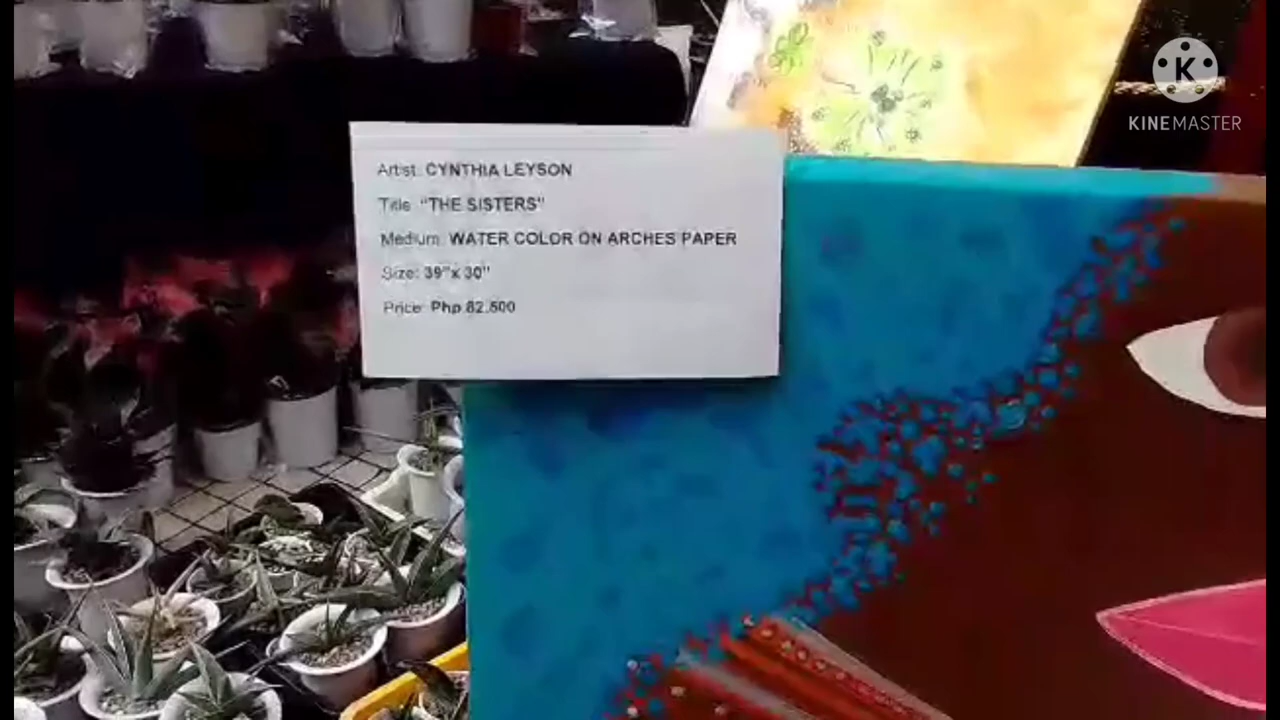 Artist: CYNTHIA LEYSON
Title: "THE SISTERS"
Medium: WATER COLOR ON ARCHES PAPER
Size: 39"x 30"
Price: Php 82,500
K
KINEMASTER